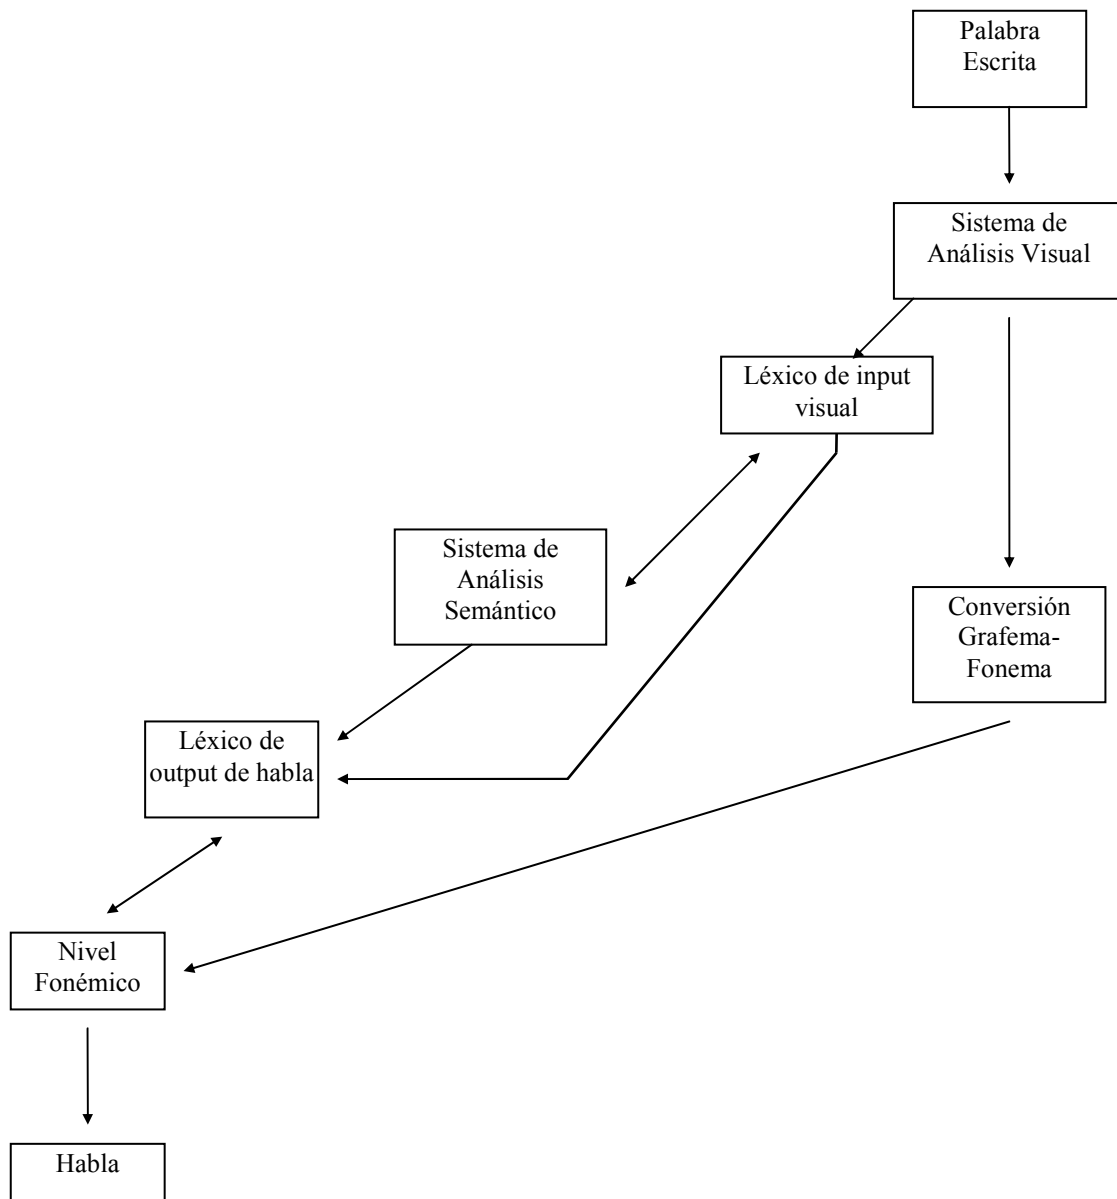 Palabra
Escrita
Sistema de
Análisis Visual
Léxico de input
visual
Sistema de
Análisis
Semántico
Conversión
Grafema-
Fonema
Léxico de
output de habla
Nivel
Fonémico
Habla